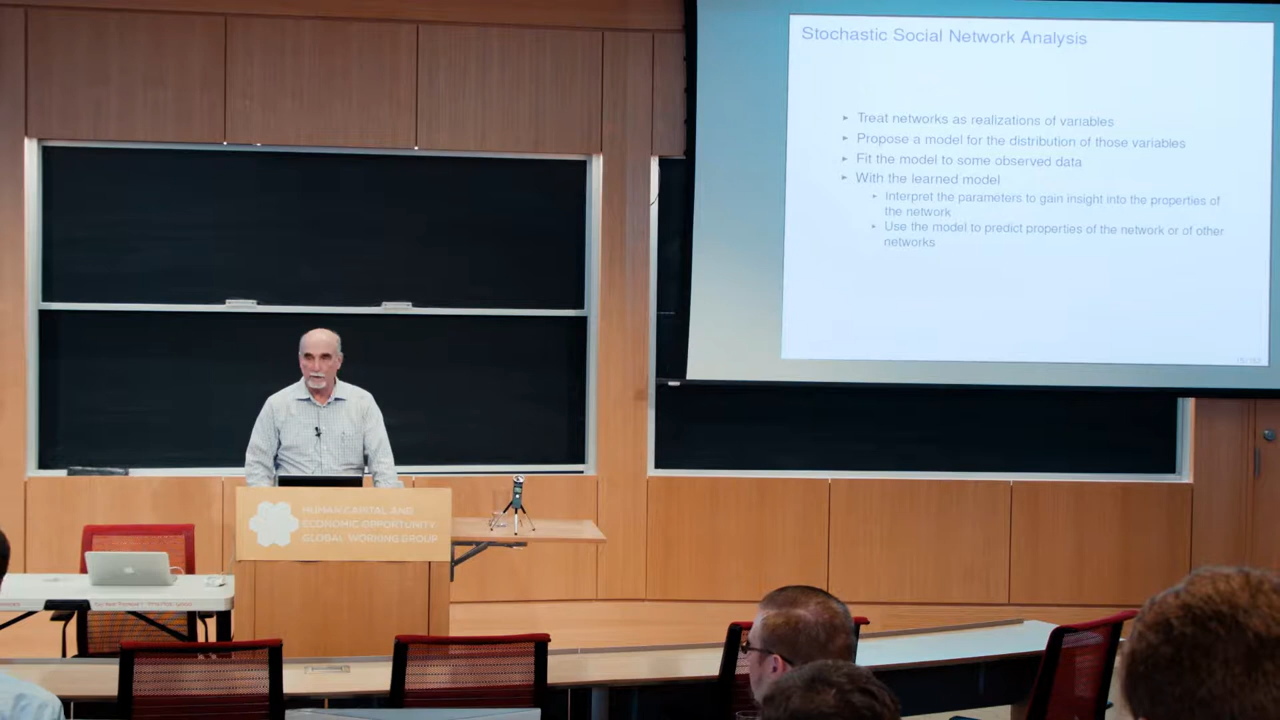 Stochastic Social Network Analysis
Treat networks as realizations of variables
Propose a model for the distribution of those variables
Fit the model to some observed data
With the learned model
Interpret the parameters to gain insight into the properties of
the network
Use the model to predict properties of the network or of other
networks
HUMAN CAPITAL AND
ECONOMIC OPPORTUNITY
GLOBAL WORKING GROUP